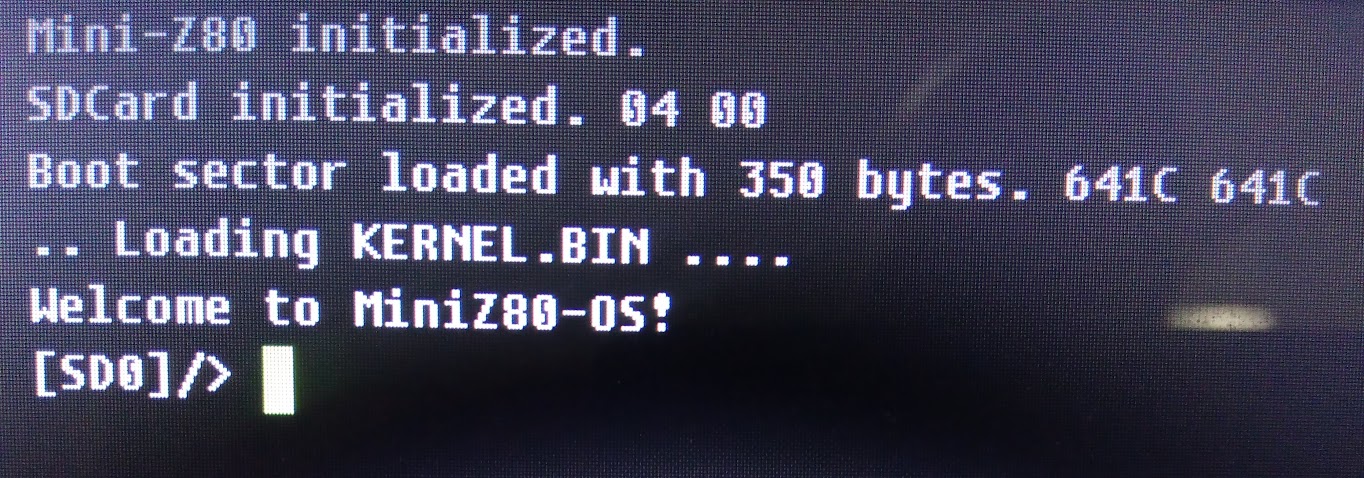 Mini-Z80 initialized.
SDCard initialized. 04 00
Boot sector loaded with 350 bytes. 641C 641C
.. Loading KERNEL.BIN ....
Welcome to MiniZ80-OS!
[SD0]/>